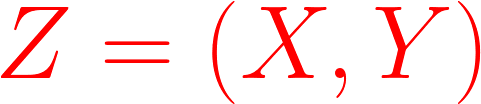 Z = (X, Y)